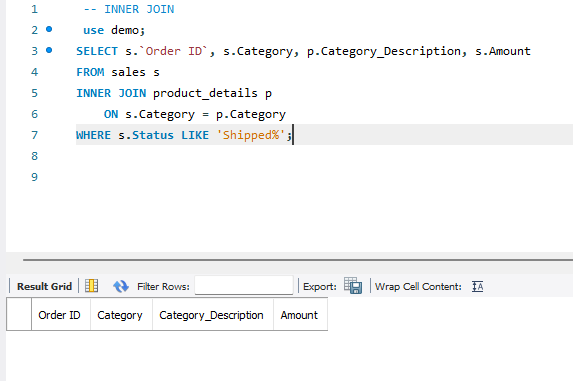 1 -- INNER JOIN
2 use demo;
3 SELECT s.`Order ID`, s.Category, p.Category_Description, s.Amount
4 FROM sales s
5 INNER JOIN product_details p
6 ON s.Category = p.Category
7 WHERE s.Status LIKE 'Shipped%';
8
9
Result Grid Filter Rows: Export: Wrap Cell Content: IA
Order ID Category Category_Description Amount